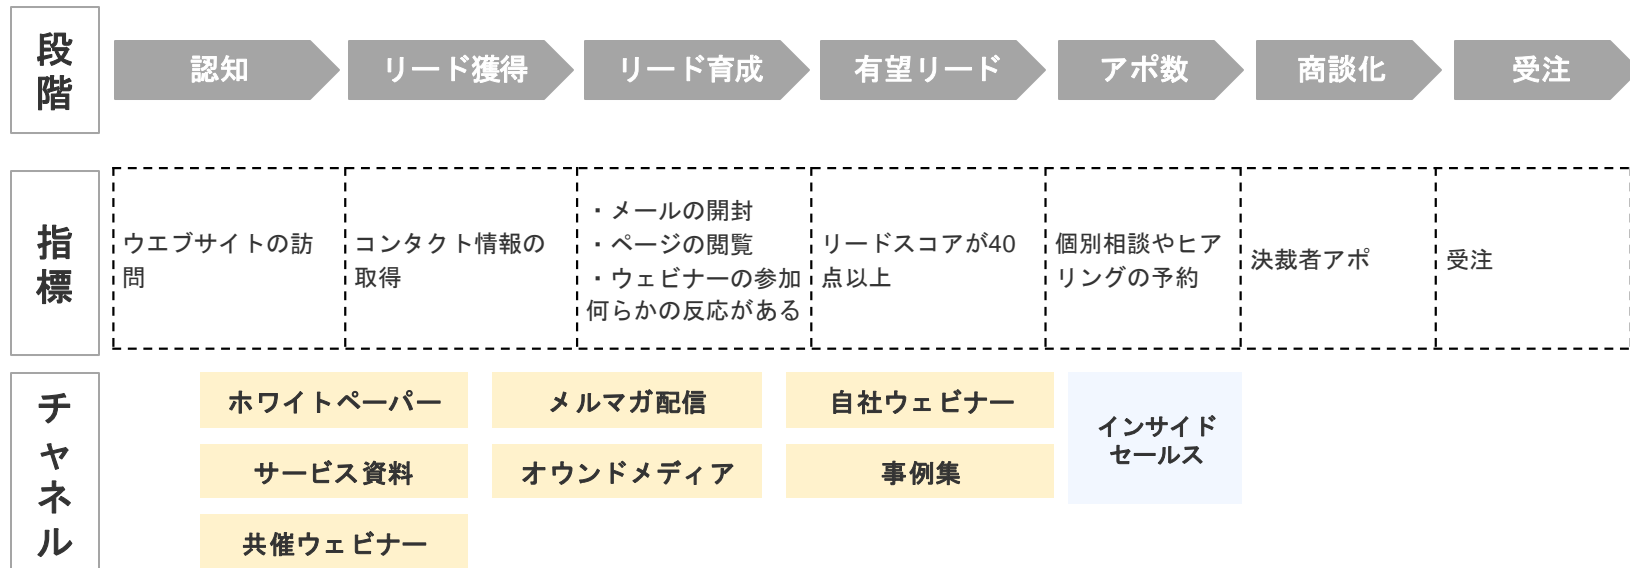 段階
認知
リード獲得
リード育成
有望リード
アポ数
商談化
受注
指標
ウエブサイトの訪
問
コンタクト情報の
取得
・メールの開封
・ページの閲覧
・ウェビナーの参加
何らかの反応がある
リードスコアが40
点以上
個別相談やヒア
リングの予約
決裁者アポ
受注
チャネル
ホワイトペーパー
メルマガ配信
自社ウェビナー
インサイド
セールス
サービス資料
オウンドメディア
事例集
共催ウェビナー